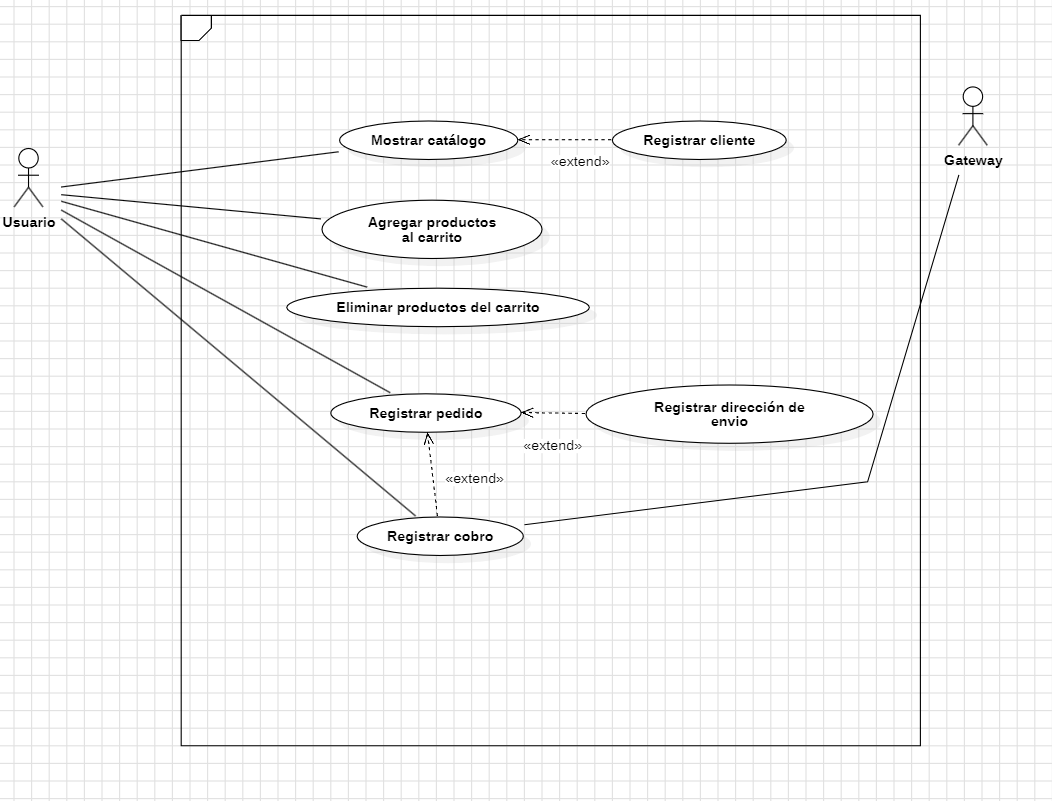 Mostrar catálogo
Registrar cliente
«extend»
Gateway
Usuario
Agregar productos
al carrito
Eliminar productos del carrito
Registrar pedido
Registrar dirección de
envio
«extend»
«extend»
Registrar cobro